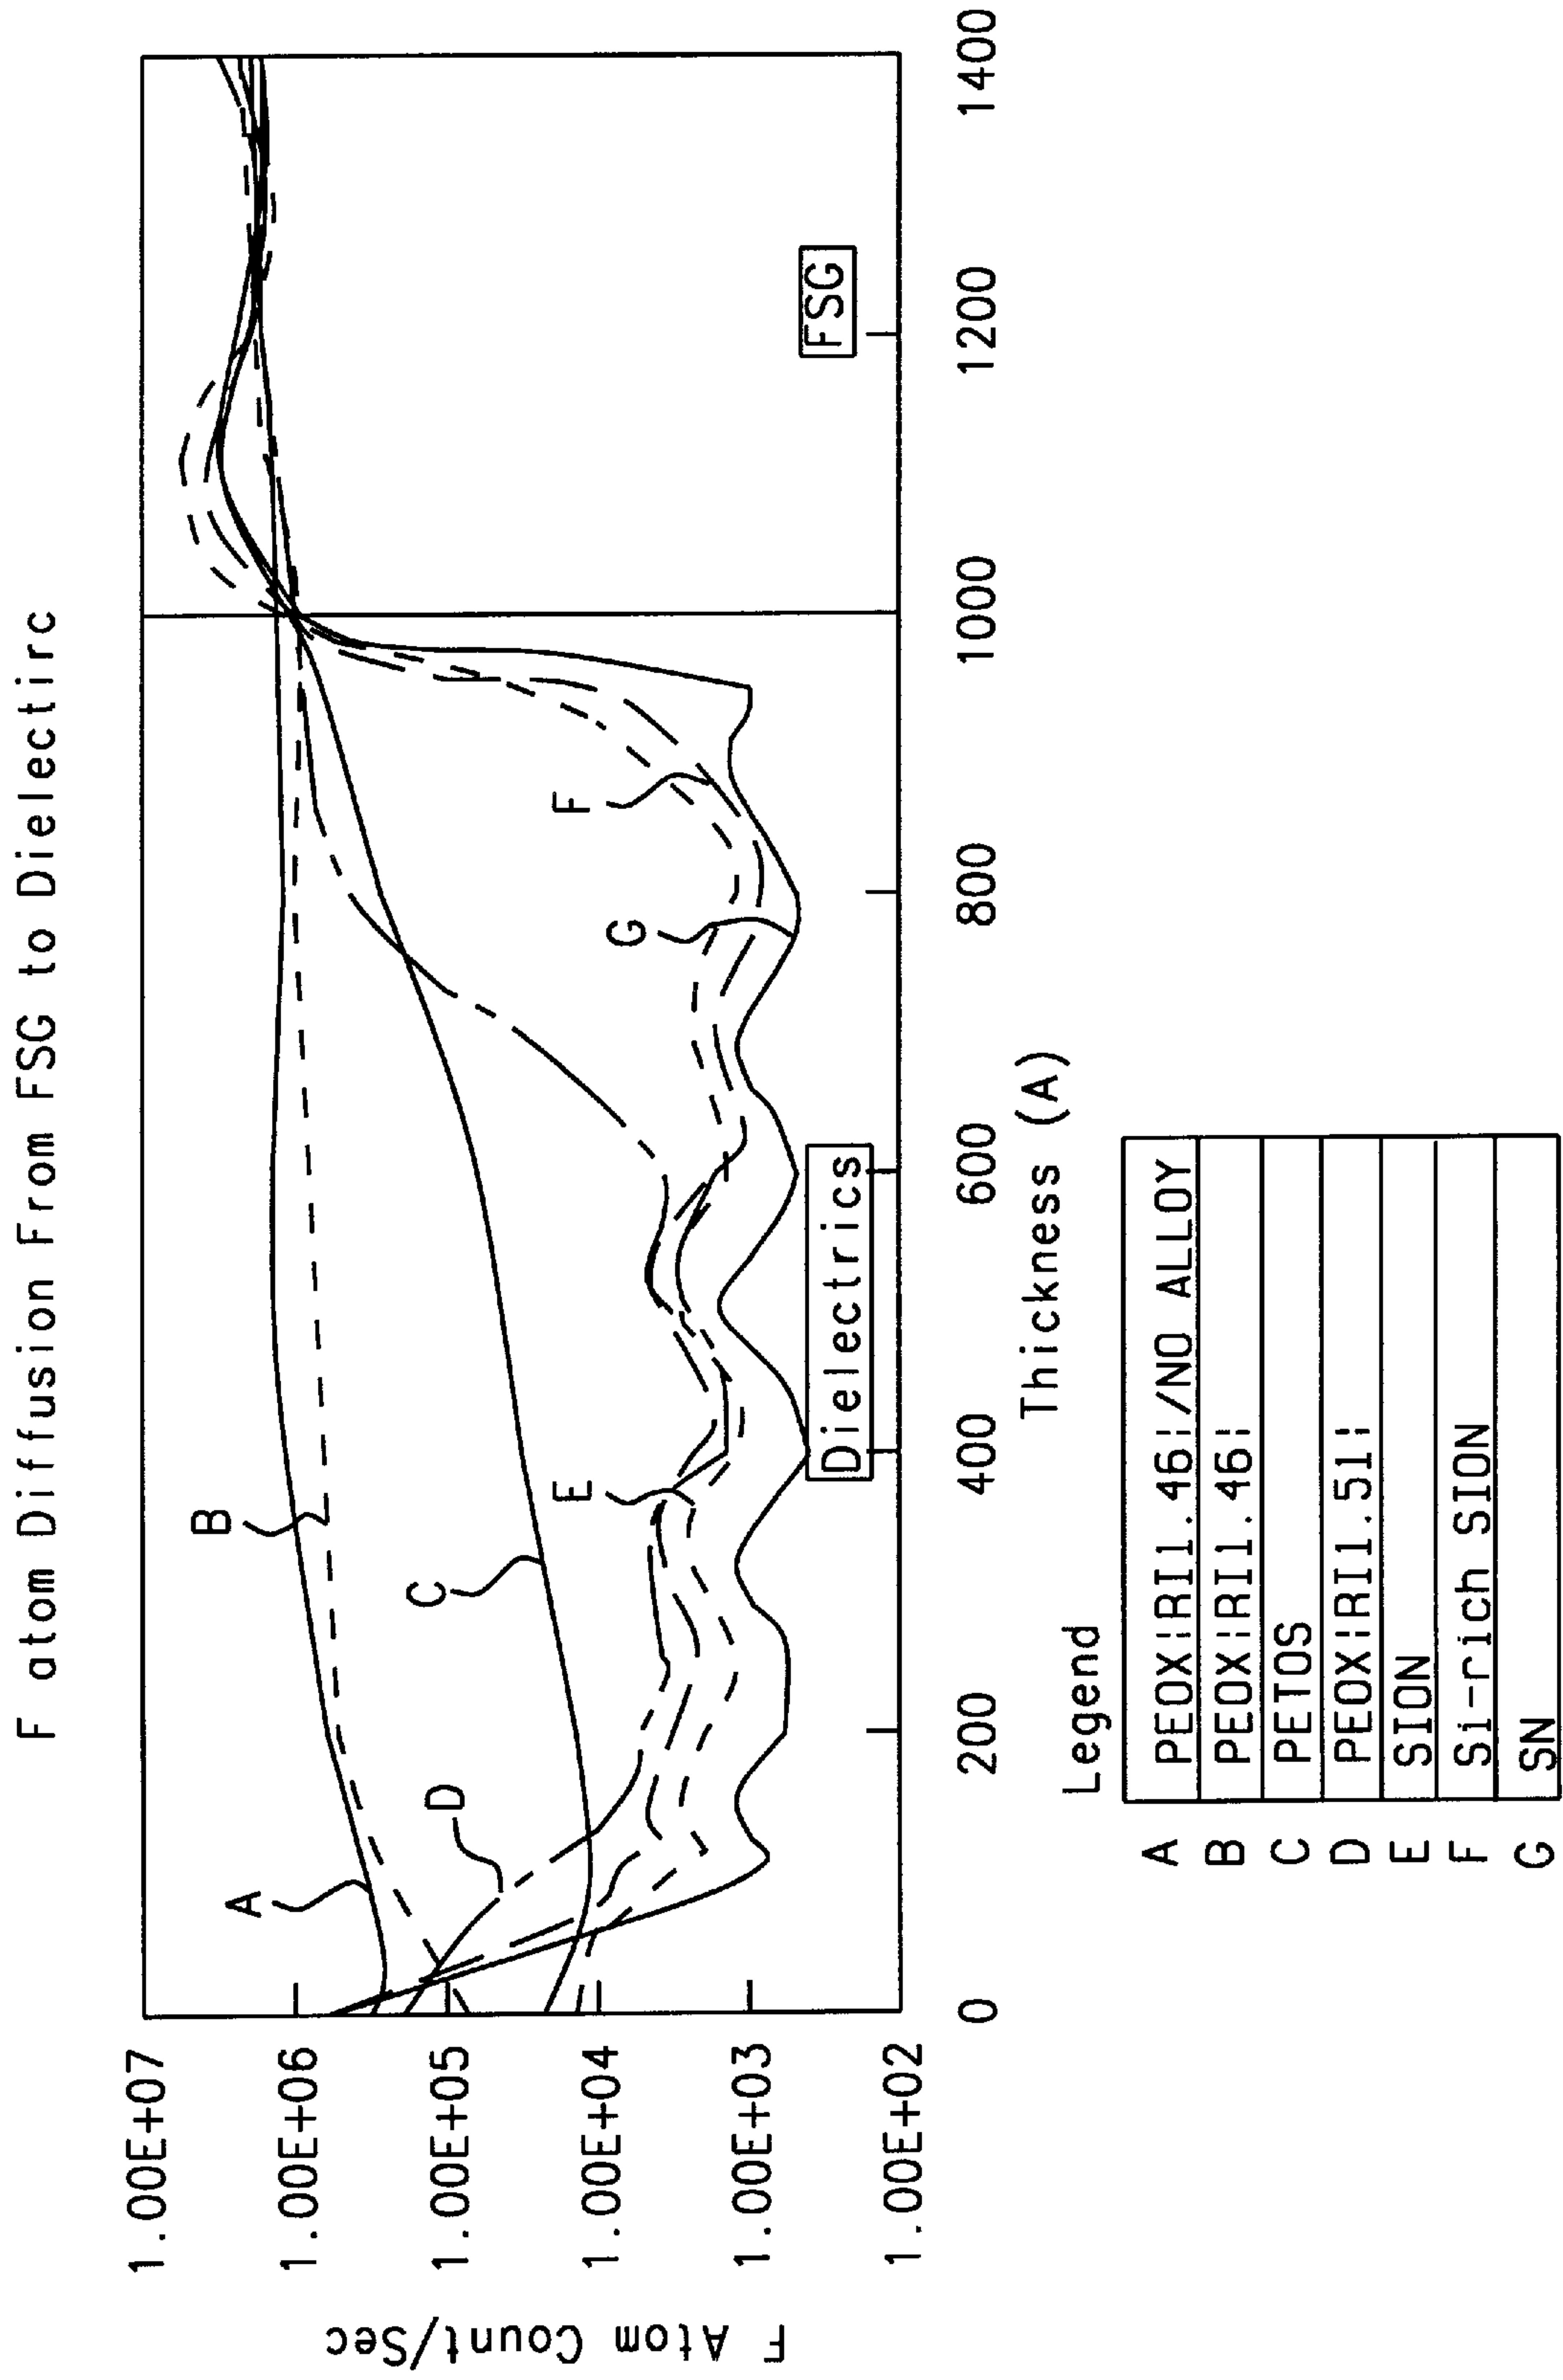 F atom Diffusion From FSG to Dielectirc
F Atom Count/Sec
1.00E+07
1.00E+06
1.00E+05
1.00E+04
1.00E+03
1.00E+02
A
B
C
D
E
F
G
Dielectrics
FSG
0
200
400
600
800
1000
1200
1400
Thickness (A)
Legend
A PEOX¦RI1.46¦/NO ALLOY
B PEOX¦RI1.46¦
C PETOS
D PEOX¦RI1.51¦
E SION
F Si-rich SION
G SN